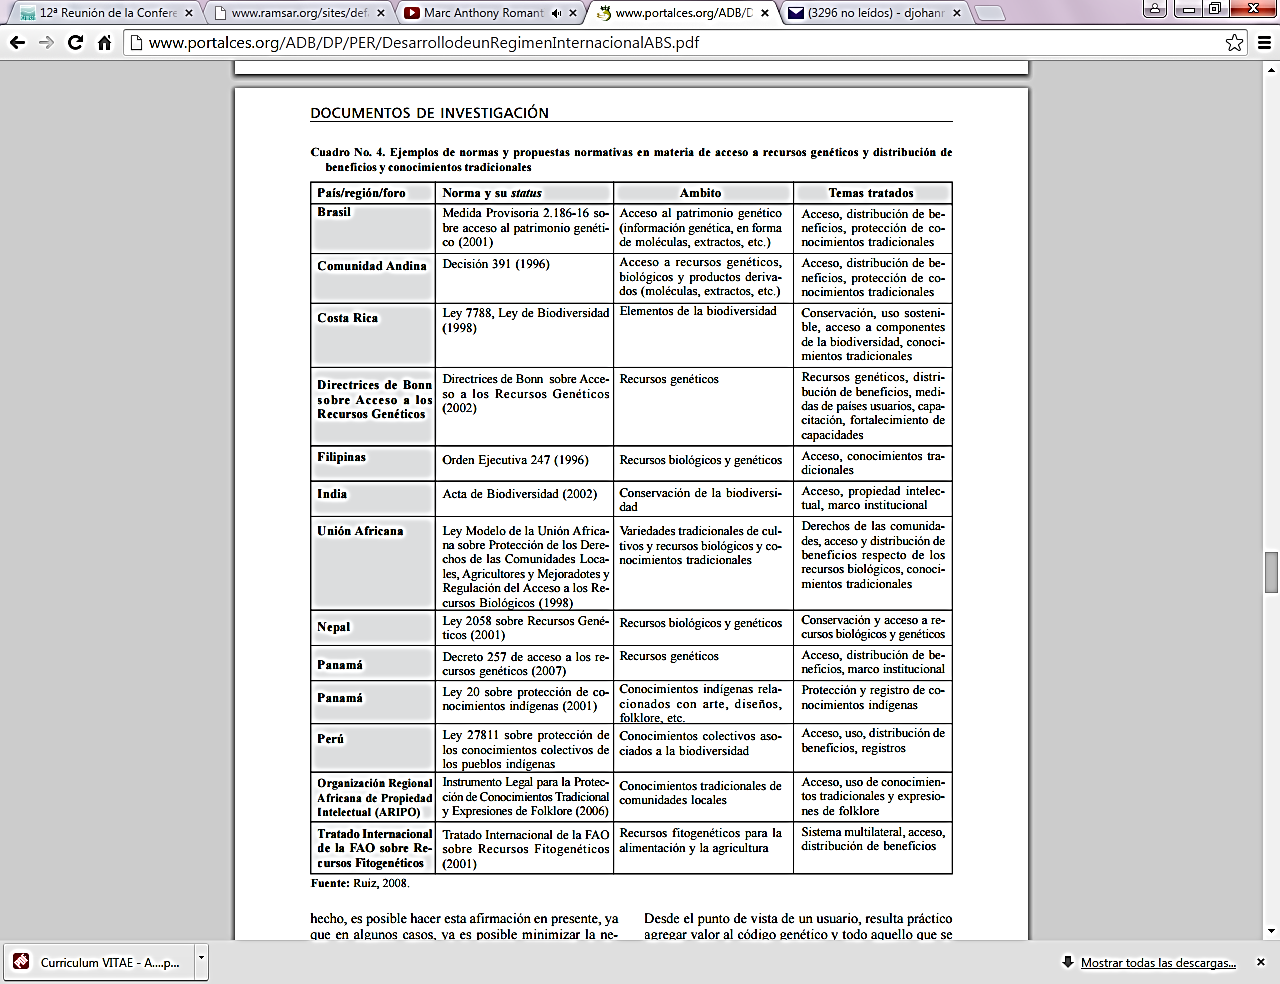 12ª Reunión de la Confere
www.ramsar.org/sites/defa
Marc Anthony Romant
www.portalces.org/ADB/D
(3296 no leídos) - djohanr
www.portalces.org/ADB/DP/PER/DesarrollodeunRegimenInternacionalABS.pdf
DOCUMENTOS DE INVESTIGACIÓN
Cuadro No. 4. Ejemplos de normas y propuestas normativas en materia de acceso a recursos genéticos y distribución de
beneficios y conocimientos tradicionales
País/región/foro Norma y su status Ambito Temas tratados
Brasil
Medida Provisoria 2.186-16 so-
bre acceso al patrimonio genéti-
co (2001)
Acceso al patrimonio genético
(información genética, en forma
de moléculas, extractos, etc.)
Acceso, distribución de be-
neficios, protección de co-
nocimientos tradicionales
Comunidad Andina
Decisión 391 (1996)
Acceso a recursos genéticos,
biológicos y productos deriva-
dos (moléculas, extractos, etc.)
Acceso, distribución de be-
neficios, protección de co-
nocimientos tradicionales
Costa Rica
Ley 7788, Ley de Biodiversidad
(1998)
Elementos de la biodiversidad
Conservación, uso sosteni-
ble, acceso a componentes
de la biodiversidad, conoci-
mientos tradicionales
Directrices de Bonn
sobre Acceso a los
Recursos Genéticos
Directrices de Bonn sobre Acce-
so a los Recursos Genéticos
(2002)
Recursos genéticos
Recursos genéticos, distri-
bución de beneficios, medi-
das de países usuarios, capa-
citación, fortalecimiento de
capacidades
Filipinas
Orden Ejecutiva 247 (1996)
Recursos biológicos y genéticos
Acceso, conocimientos tra-
dicionales
India
Acta de Biodiversidad (2002)
Conservación de la biodiversi-
dad
Acceso, propiedad intelec-
tual, marco institucional
Unión Africana
Ley Modelo de la Unión Africa-
na sobre Protección de los Dere-
chos de las Comunidades Loca-
les, Agricultores y Mejoradotes y
Regulación del Acceso a los Re-
cursos Biológicos (1998)
Variedades tradicionales de cul-
tivos y recursos biológicos y co-
nocimientos tradicionales
Derechos de las comunida-
des, acceso y distribución de
beneficios respecto de los
recursos biológicos, conoci-
mientos tradicionales
Nepal
Ley 2058 sobre Recursos Gené-
ticos (2001)
Recursos biológicos y genéticos
Conservación y acceso a re-
cursos biológicos y genéticos
Panamá
Decreto 257 de acceso a los re-
cursos genéticos (2007)
Recursos genéticos
Acceso, distribución de be-
neficios, marco institucional
Panamá
Ley 20 sobre protección de co-
nocimientos indígenas (2001)
Conocimientos indígenas rela-
cionados con arte, diseños,
folklore, etc.
Protección y registro de co-
nocimientos indígenas
Perú
Ley 27811 sobre protección de
los conocimientos colectivos de
los pueblos indígenas
Conocimientos colectivos aso-
ciados a la biodiversidad
Acceso, uso, distribución de
beneficios, registros
Organización Regional
Africana de Propiedad
Intelectual (ARIPO)
Instrumento Legal para la Protec-
ción de Conocimientos Tradicional
y Expresiones de Folklore (2006)
Conocimientos tradicionales de
comunidades locales
Acceso, uso de conocimien-
tos tradicionales y expresio-
nes de folklore
Tratado Internacional
de la FAO sobre Re-
cursos Fitogenéticos
Tratado Internacional de la FAO
sobre Recursos Fitogenéticos
(2001)
Recursos fitogenéticos para la
alimentación y la agricultura
Sistema multilateral, acceso,
distribución de beneficios
Fuente: Ruiz, 2008.
hecho, es posible hacer esta afirmación en presente, ya
que en algunos casos, ya es posible minimizar la ne-
Desde el punto de vista de un usuario, resulta práctico
agregar valor al código genético y todo aquello que se
Curriculum VITAE - A....p...
Mostrar todas las descargas...